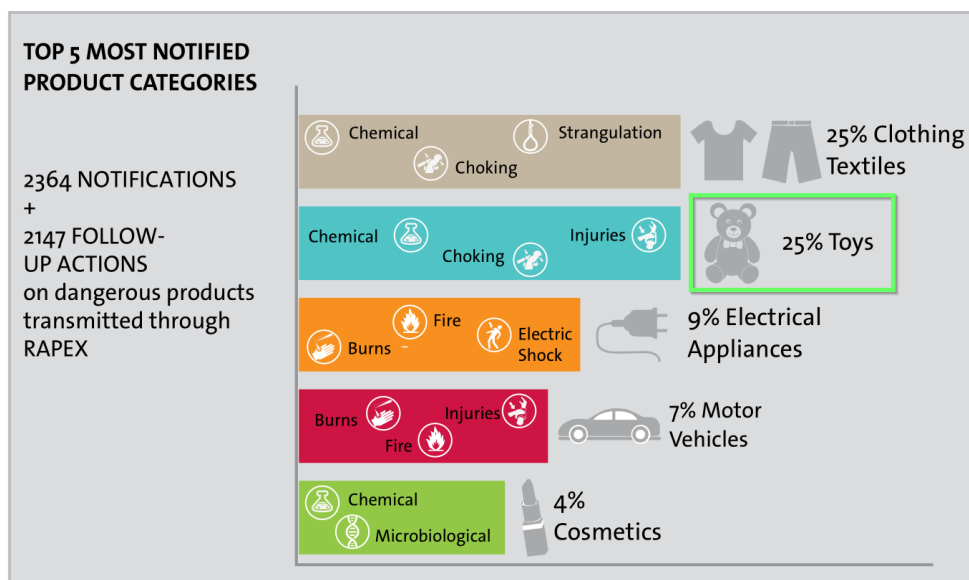 TOP 5 MOST NOTIFIED
PRODUCT CATEGORIES
2364 NOTIFICATIONS
+
2147 FOLLOW-
UP ACTIONS
on dangerous products
transmitted through
RAPEX
Chemical
Strangulation
Choking
25% Clothing
Textiles
Chemical
Injuries
Choking
25% Toys
Fire
Burns
Electric
Shock
9% Electrical
Appliances
Burns
Injuries
Fire
7% Motor
Vehicles
Chemical
Microbiological
4%
Cosmetics